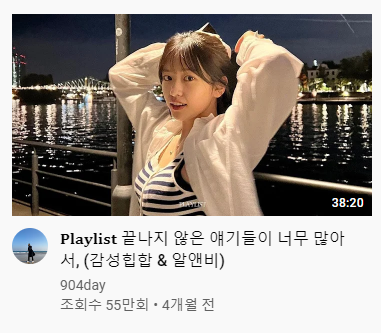 PLAYLIST
38:20
Playlist 끝나지 않은 얘기들이 너무 많아
서, (감성힙합 & 알앤비)
904day
조회수 55만회 • 4개월 전